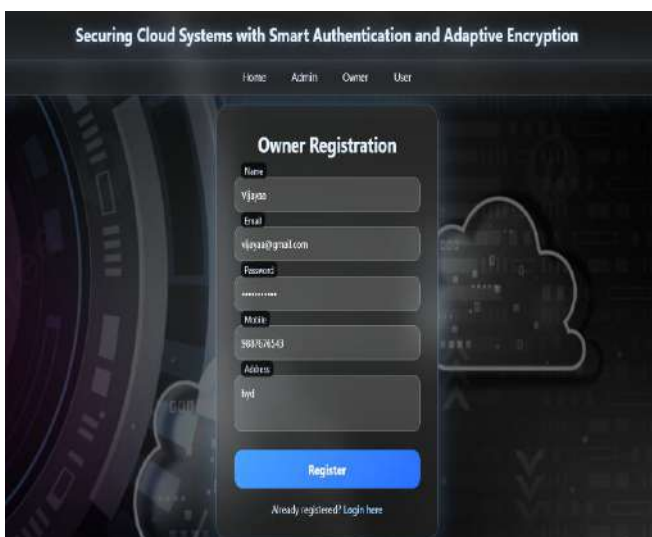 Securing Cloud Systems with Smart Authentication and Adaptive Encryption
Home Admin Owner User
Owner Registration
Name
Vijayaa
Email
vijayaa@gmail.com
Password
Mobile
9887676543
Address
hyd
Register
Already registered? Login here